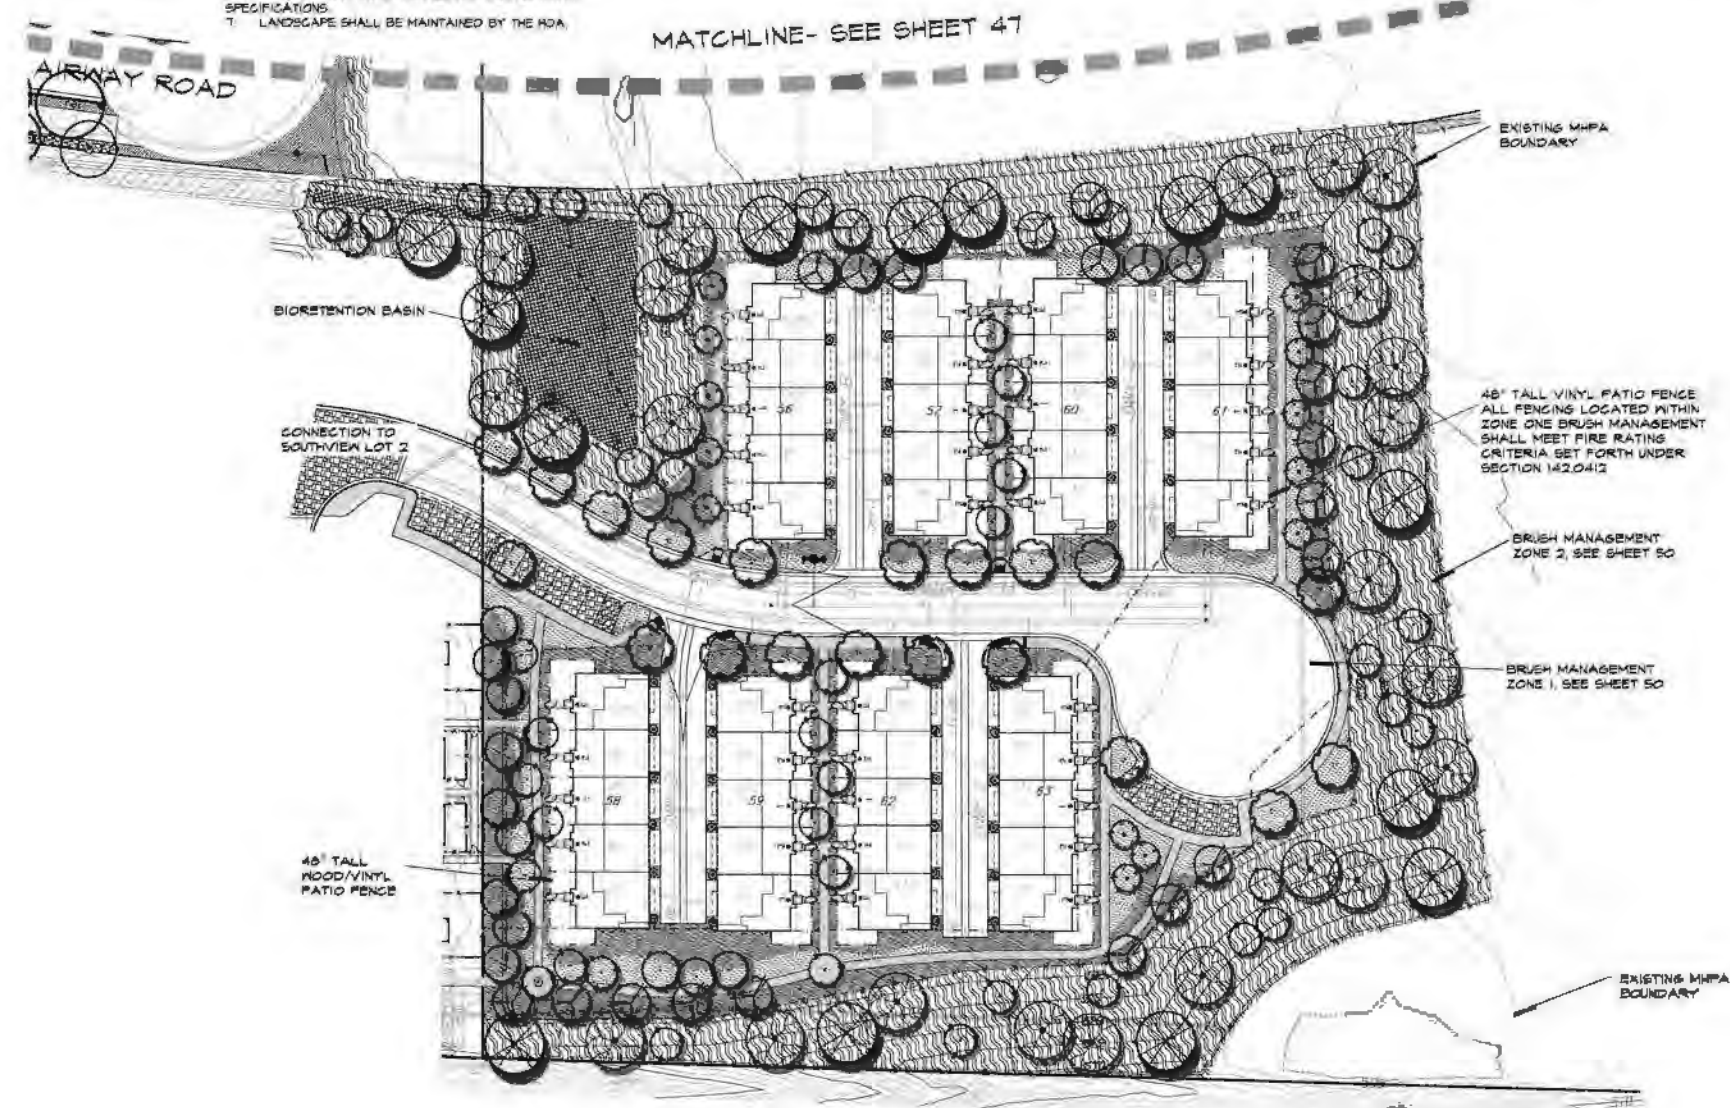 SPECIFICATIONS.
7. LANDSCAPE SHALL BE MAINTAINED BY THE HOA.
MATCHLINE- SEE SHEET 47
AIRWAY ROAD
EXISTING MHPA
BOUNDARY
BIORETENTION BASIN
CONNECTION TO
SOUTHVIEW LOT 2
48" TALL VINYL PATIO FENCE
ALL FENCING LOCATED WITHIN
ZONE ONE BRUSH MANAGEMENT
SHALL MEET FIRE RATING
CRITERIA SET FORTH UNDER
SECTION 142.0412
56
57
60
61
BRUSH MANAGEMENT
ZONE 2, SEE SHEET 50
BRUSH MANAGEMENT
ZONE 1, SEE SHEET 50
58
59
62
63
48" TALL
WOOD/VINYL
PATIO FENCE
EXISTING MHPA
BOUNDARY